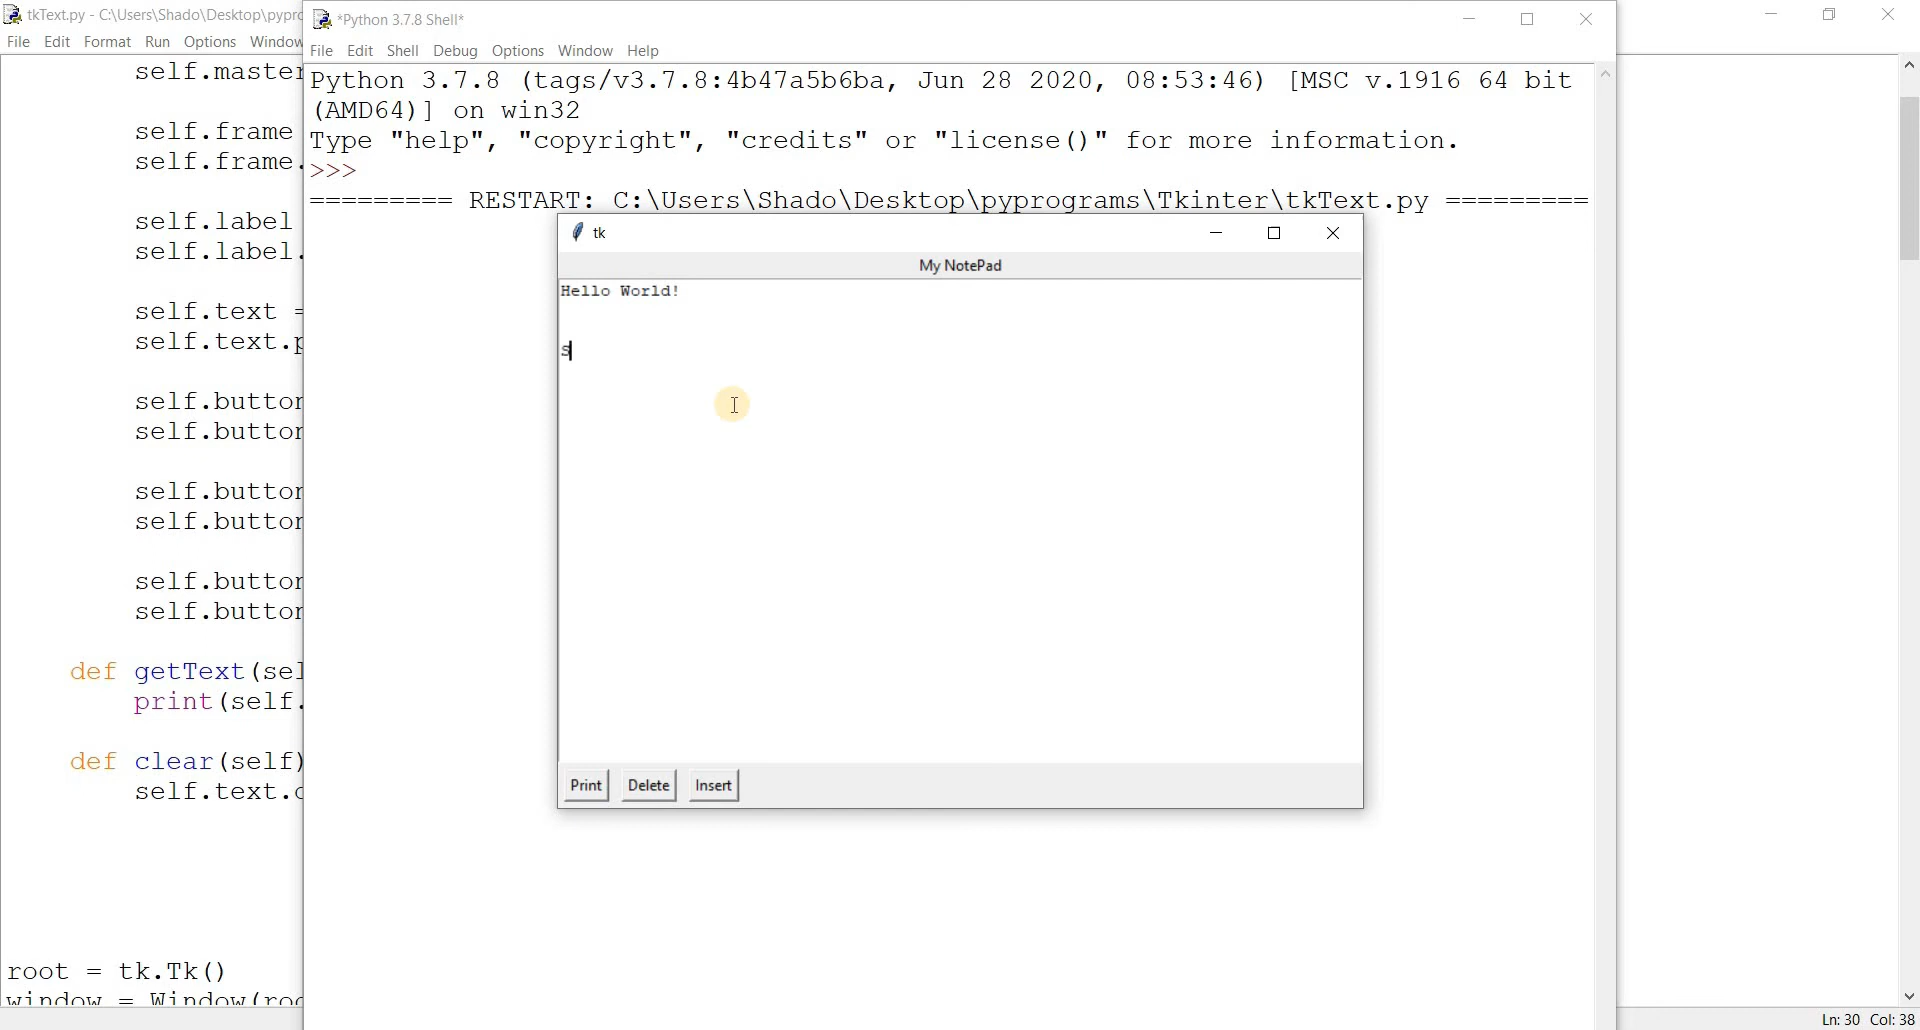 tkText.py - C:\Users\Shado\Desktop\pypro
File Edit Format Run Options Window
self.master
self.frame
self.frame.
self.label
self.label.
self.text =
self.text.p
self.button
self.button
self.button
self.button
self.button
self.button
def getText(sel
print(self.
def clear(self)
self.text.c
root = tk.Tk()
window = Window(roo
*Python 3.7.8 Shell*
File Edit Shell Debug Options Window Help
Python 3.7.8 (tags/v3.7.8:4b47a5b6ba, Jun 28 2020, 08:53:46) [MSC v.1916 64 bit
(AMD64)] on win32
Type "help", "copyright", "credits" or "license()" for more information.
>>>
========= RESTART: C:\Users\Shado\Desktop\pyprograms\Tkinter\tkText.py =========
tk
My NotePad
Hello World!
s
Print Delete Insert
Ln: 30 Col: 38